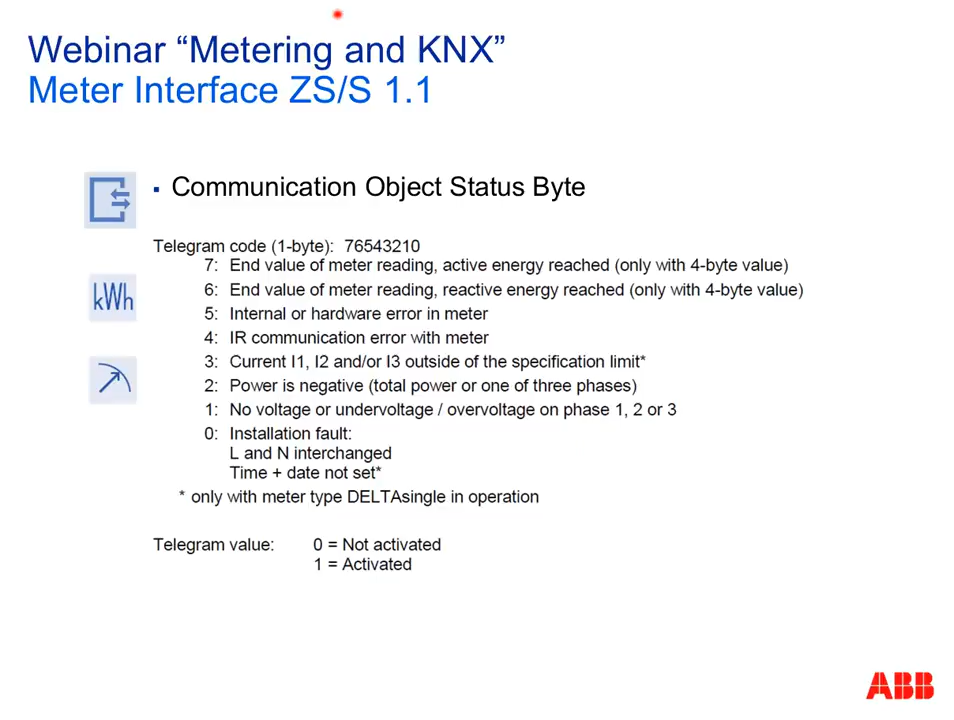 Webinar “Metering and KNX”
Meter Interface ZS/S 1.1
▪ Communication Object Status Byte
Telegram code (1-byte): 76543210
7: End value of meter reading, active energy reached (only with 4-byte value)
6: End value of meter reading, reactive energy reached (only with 4-byte value)
kWh
5: Internal or hardware error in meter
4: IR communication error with meter
3: Current I1, I2 and/or I3 outside of the specification limit*
2: Power is negative (total power or one of three phases)
1: No voltage or undervoltage / overvoltage on phase 1, 2 or 3
0: Installation fault:
L and N interchanged
Time + date not set*
* only with meter type DELTAsingle in operation
Telegram value: 0 = Not activated
1 = Activated
ABB